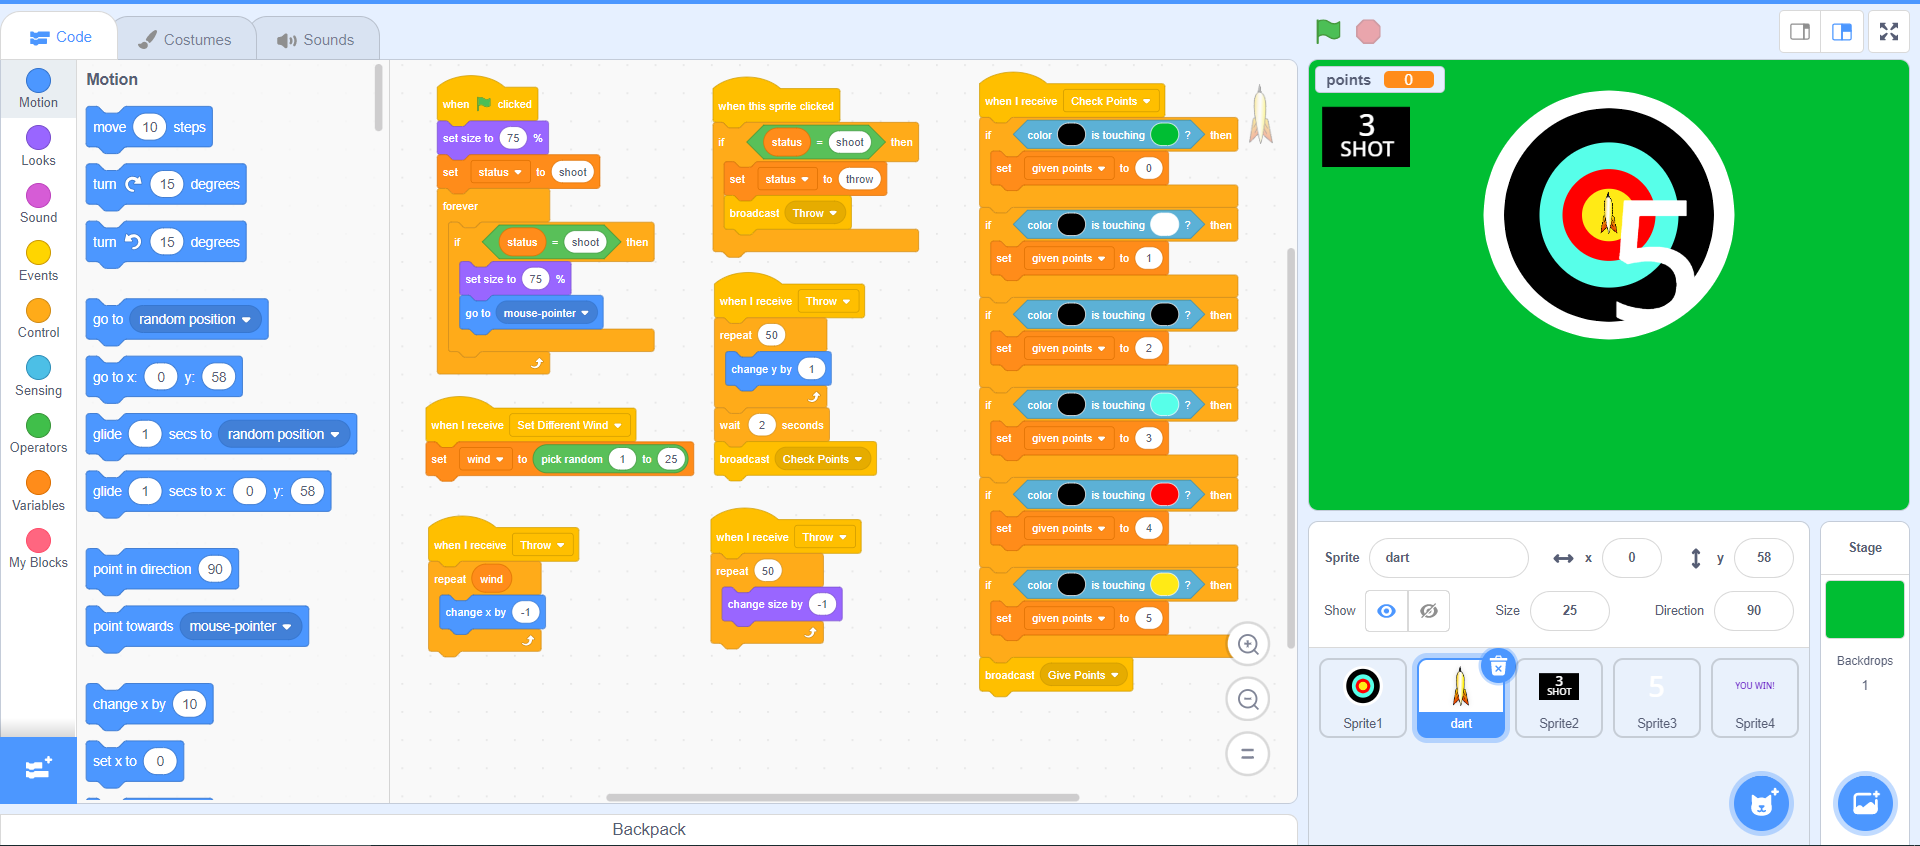 Code
Costumes
Sounds
Motion
Looks
Sound
Events
Control
Sensing
Operators
Variables
My Blocks
Motion
move 10 steps
turn 15 degrees
turn 15 degrees
go to random position
go to x: 0 y: 58
glide 1 secs to random position
glide 1 secs to x: 0 y: 58
point in direction 90
point towards mouse-pointer
change x by 10
set x to 0
when clicked
set size to 75 %
set status to shoot
forever
if status = shoot then
set size to 75 %
go to mouse-pointer
when I receive Set Different Wind
set wind to pick random 1 to 25
when I receive Throw
repeat wind
change x by -1
when this sprite clicked
if status = shoot then
set status to throw
broadcast Throw
when I receive Throw
repeat 50
change y by 1
wait 2 seconds
broadcast Check Points
when I receive Throw
repeat 50
change size by -1
when I receive Check Points
if color is touching ? then
set given points to 0
if color is touching ? then
set given points to 1
if color is touching ? then
set given points to 2
if color is touching ? then
set given points to 3
if color is touching ? then
set given points to 4
if color is touching ? then
set given points to 5
broadcast Give Points
Backpack
points 0
3
SHOT
5
Sprite dart x 0 y 58
Show Size 25 Direction 90
3
SHOT
5
YOU WIN!
Sprite1
dart
Sprite2
Sprite3
Sprite4
Stage
Backdrops
1